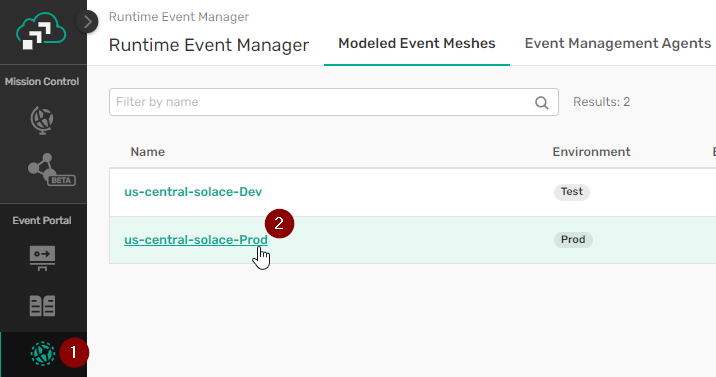 Runtime Event Manager
Runtime Event Manager
Modeled Event Meshes
Event Management Agents
Mission Control
BETA
Event Portal
1
Filter by name
Results: 2
Name
Environment
us-central-solace-Dev
Test
us-central-solace-Prod
2
Prod